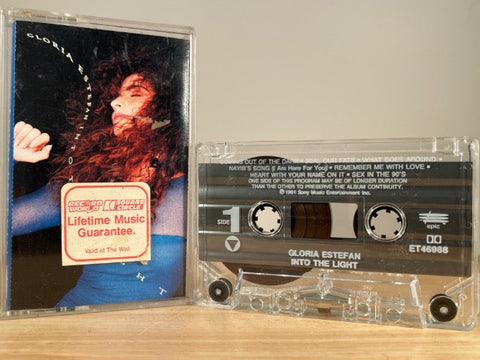 GLORIA ESTEFAN INTO T
H T
RECORD WORLD SQUARE CIRCLE
Lifetime Music
Guarantee.
Valid at The Wall
OUT OF THE DARK • SEAL OUR FATE • WHAT GOES AROUND •
NAYIB'S SONG (I Am Here For You) • REMEMBER ME WITH LOVE •
HEART WITH YOUR NAME ON IT • SEX IN THE 90'S
ONE SIDE OF THIS PROGRAM MAY BE OF LONGER DURATION
THAN THE OTHER TO PRESERVE THE ALBUM CONTINUITY.
℗ 1991 Sony Music Entertainment Inc.
SIDE 1
epic
ET46988
GLORIA ESTEFAN
INTO THE LIGHT